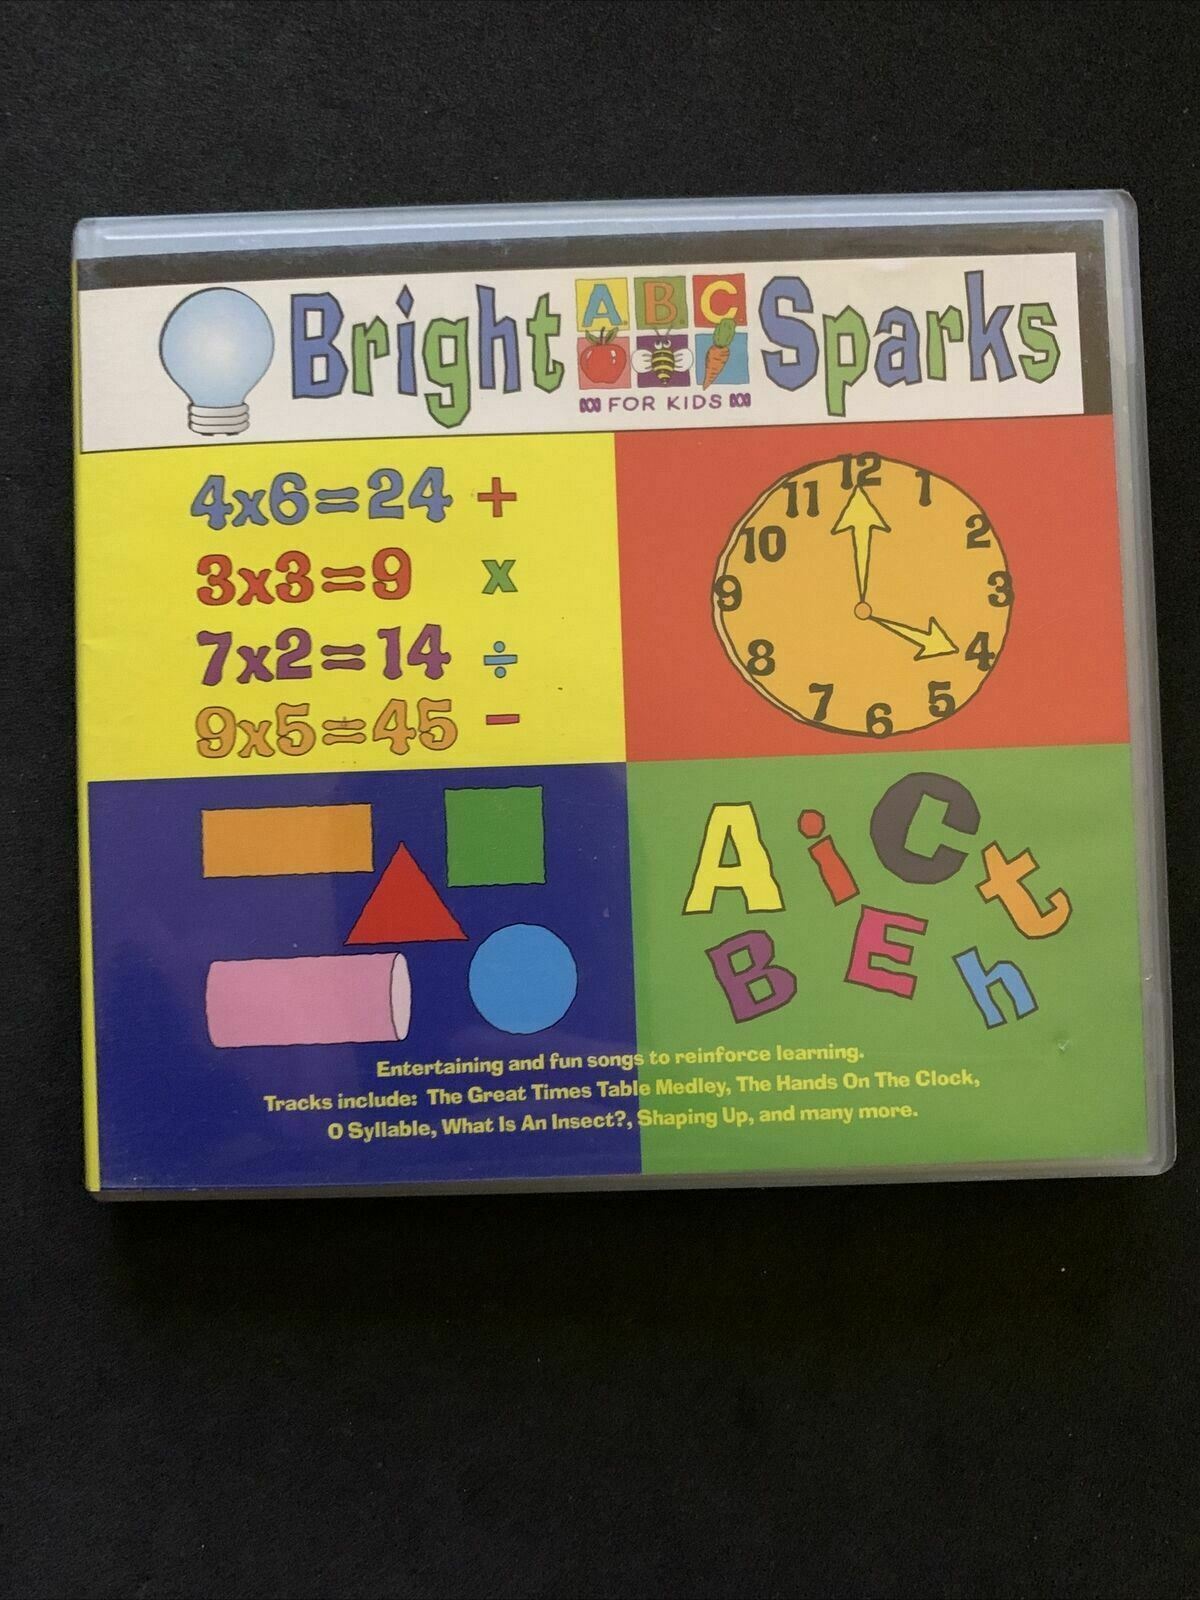 Bright ABC Sparks
FOR KIDS
4x6=24 +
3x3=9 x
7x2=14 ÷
9x5=45 -
12
11 1
10 2
9 3
8 4
7 5
6
A i C t
B E h
Entertaining and fun songs to reinforce learning.
Tracks include: The Great Times Table Medley, The Hands On The Clock,
O Syllable, What Is An Insect?, Shaping Up, and many more.